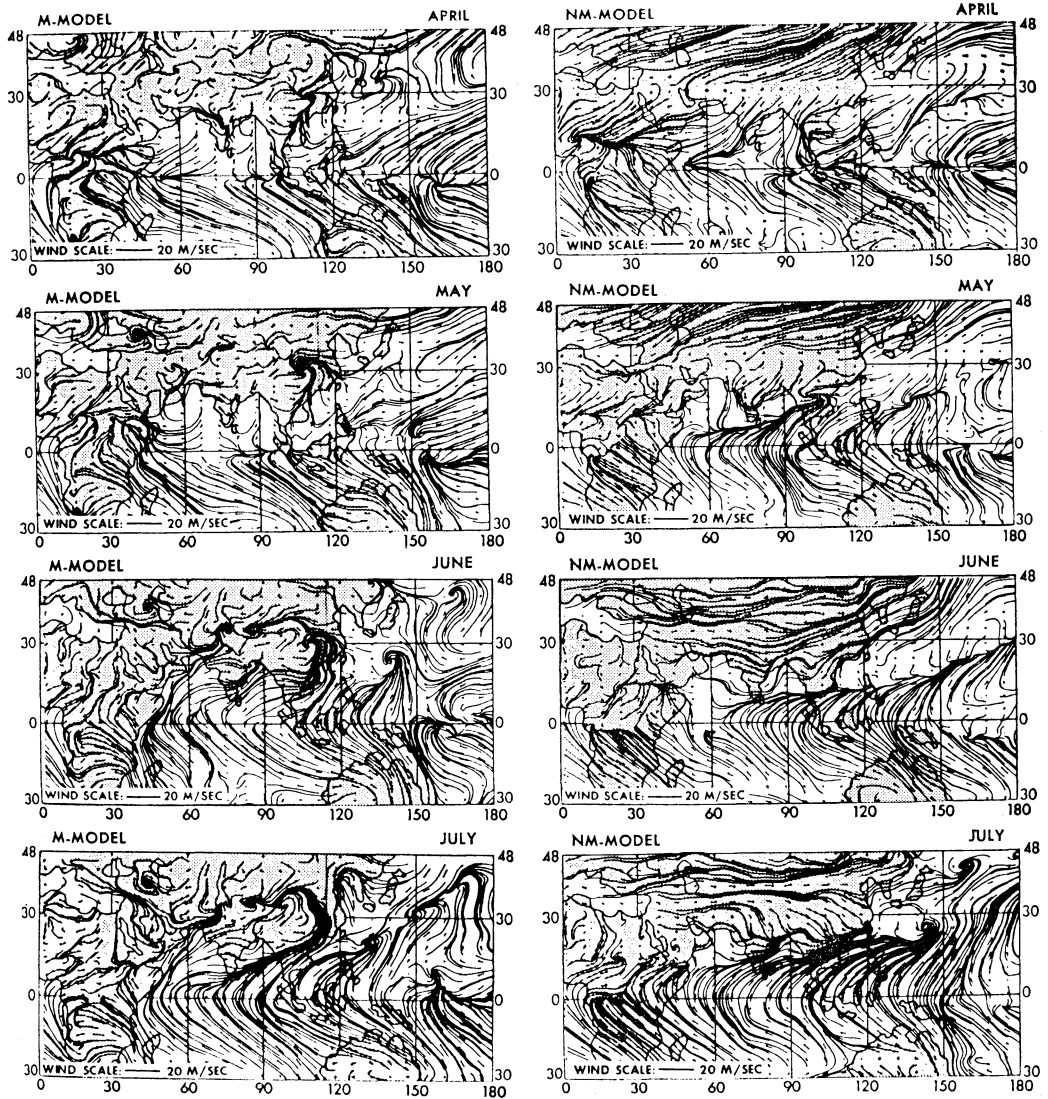 M-MODEL APRIL
48 48
30 30
0 0
30 WIND SCALE: 20 M/SEC 30
0 30 60 90 120 150 180
NM-MODEL APRIL
48 48
30 30
0 0
30 WIND SCALE: 20 M/SEC 30
0 30 60 90 120 150 180
M-MODEL MAY
48 48
30 30
0 0
30 WIND SCALE: 20 M/SEC 30
0 30 60 90 120 150 180
NM-MODEL MAY
48 48
30 30
0 0
30 WIND SCALE: 20 M/SEC 30
0 30 60 90 120 150 180
M-MODEL JUNE
48 48
30 30
0 0
30 WIND SCALE: 20 M/SEC 30
0 30 60 90 120 150 180
NM-MODEL JUNE
48 48
30 30
0 0
30 WIND SCALE: 20 M/SEC 30
0 30 60 90 120 150 180
M-MODEL JULY
48 48
30 30
0 0
30 WIND SCALE: 20 M/SEC 30
0 30 60 90 120 150 180
NM-MODEL JULY
48 48
30 30
0 0
30 WIND SCALE: 20 M/SEC 30
0 30 60 90 120 150 180